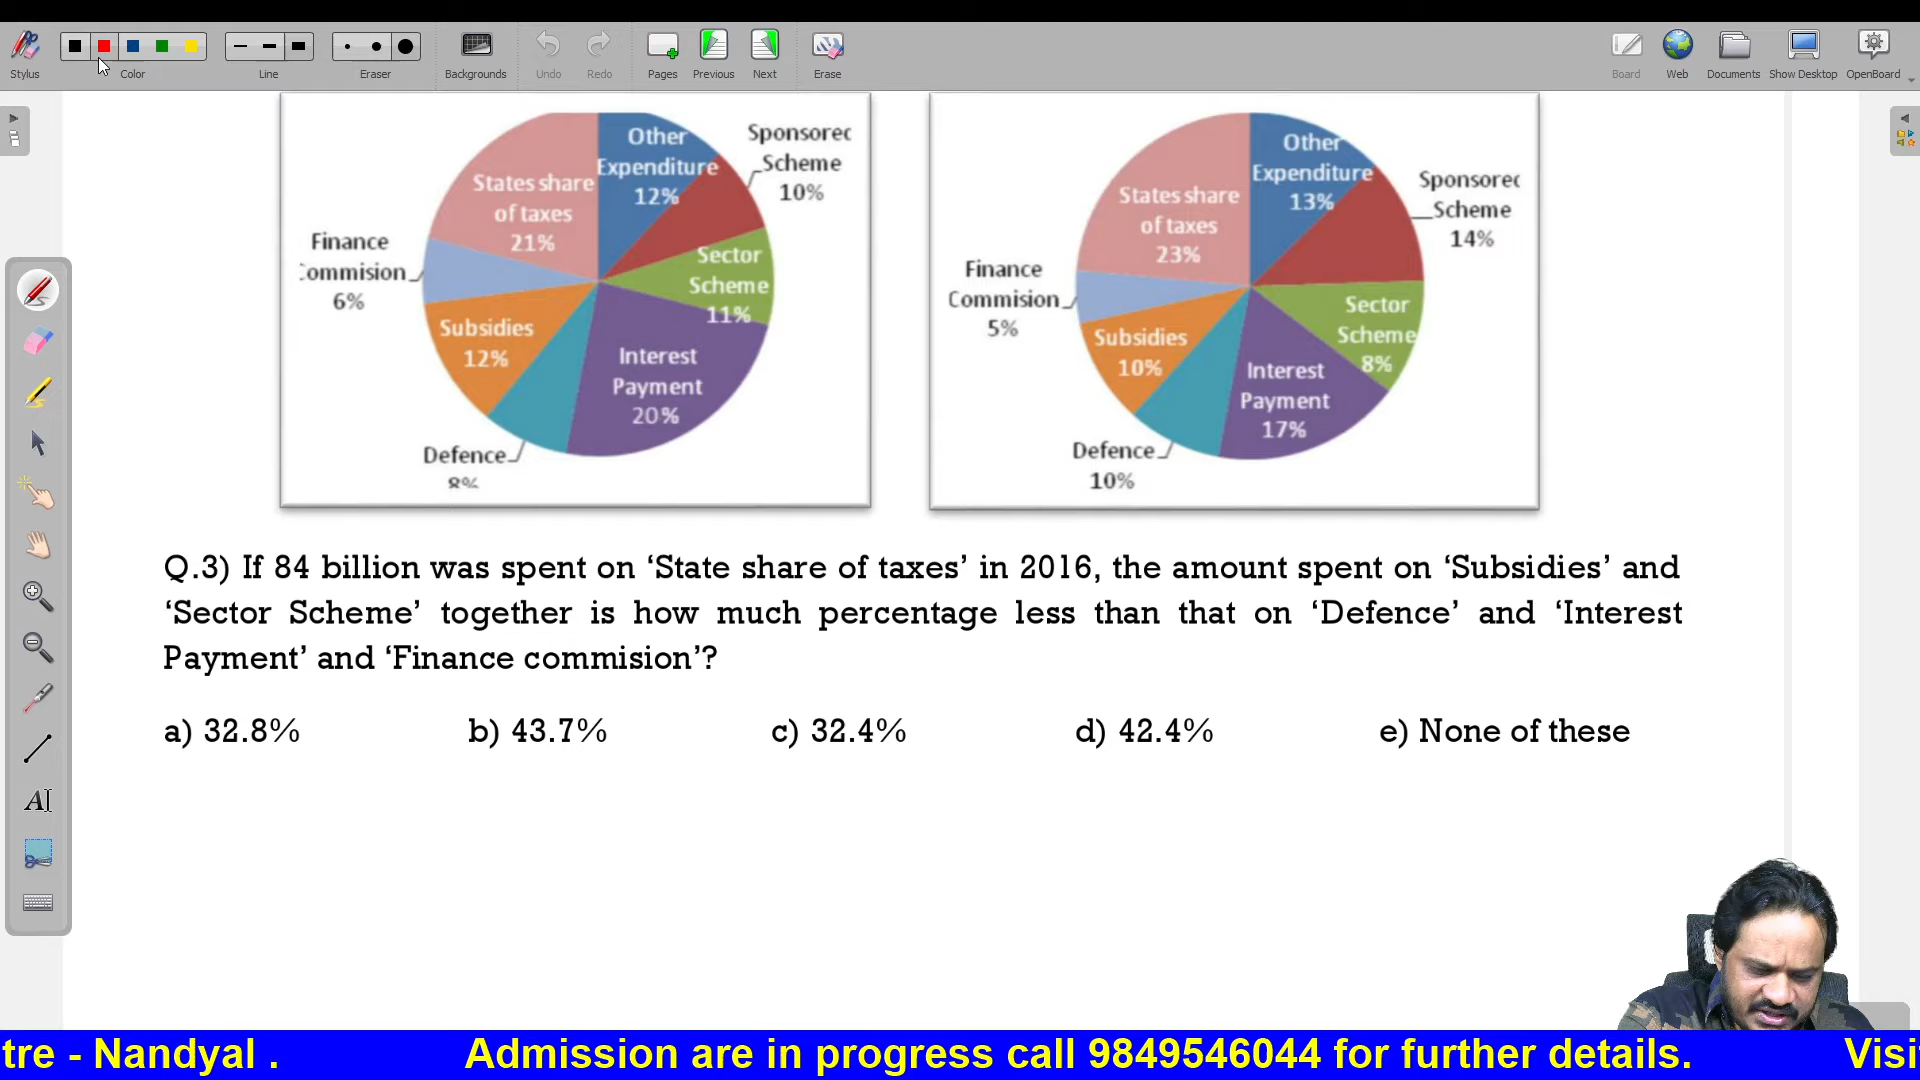 Stylus
Color
Line
Eraser
Backgrounds
Undo
Redo
Pages
Previous
Next
Erase
Board
Web
Documents
Show Desktop
OpenBoard
Other
Expenditure
12%
Sponsored
Scheme
10%
States share
of taxes
21%
Finance
Commision
6%
Sector
Scheme
11%
Subsidies
12%
Interest
Payment
20%
Defence
8%
Other
Expenditure
13%
Sponsored
Scheme
14%
States share
of taxes
23%
Finance
Commision
5%
Sector
Scheme
8%
Subsidies
10%
Interest
Payment
17%
Defence
10%
Q.3) If 84 billion was spent on ‘State share of taxes’ in 2016, the amount spent on ‘Subsidies’ and
‘Sector Scheme’ together is how much percentage less than that on ‘Defence’ and ‘Interest
Payment’ and ‘Finance commision’?
a) 32.8% b) 43.7% c) 32.4% d) 42.4% e) None of these
tre - Nandyal . Admission are in progress call 9849546044 for further details. Visi